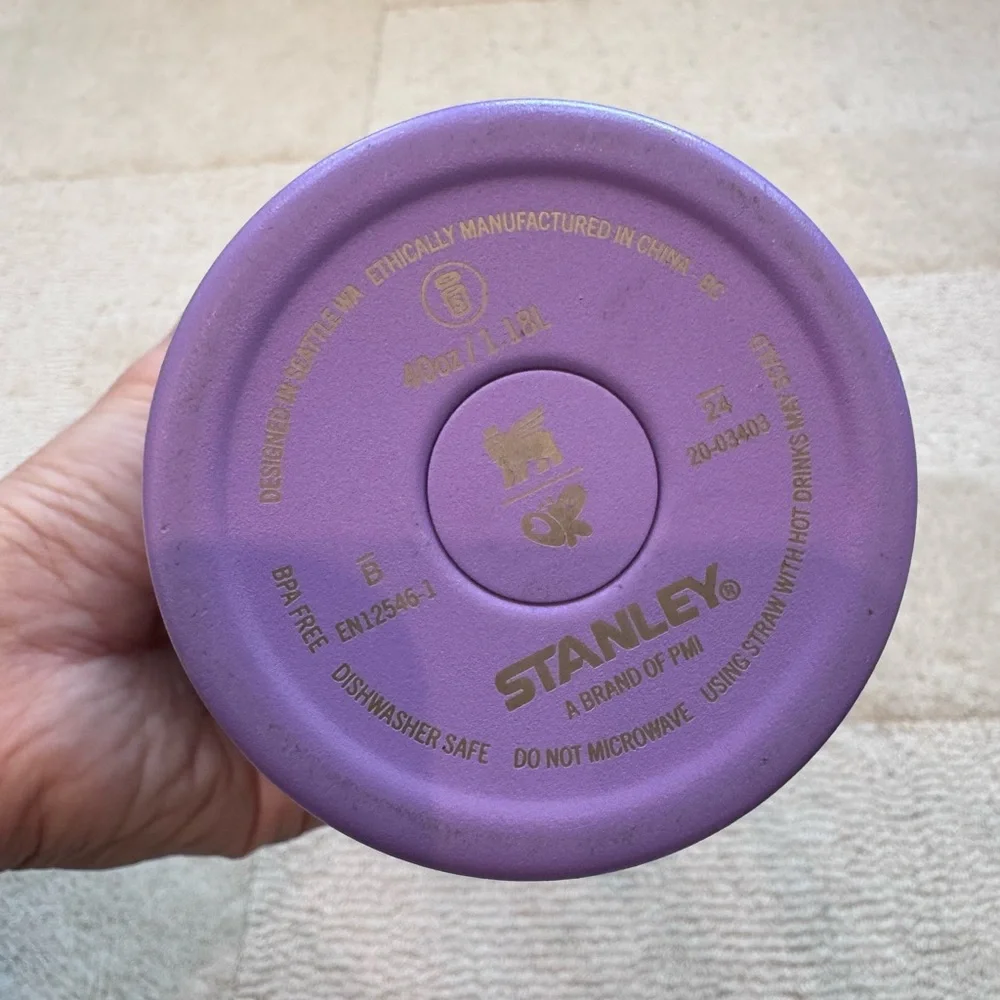 DESIGNED IN SEATTLE WA · ETHICALLY MANUFACTURED IN CHINA - BG
40oz / 1.18L
24
20-03403
B
EN12546-1
STANLEY®
A BRAND OF PMI
BPA FREE
DISHWASHER SAFE
DO NOT MICROWAVE
USING STRAW WITH HOT DRINKS MAY SCALD